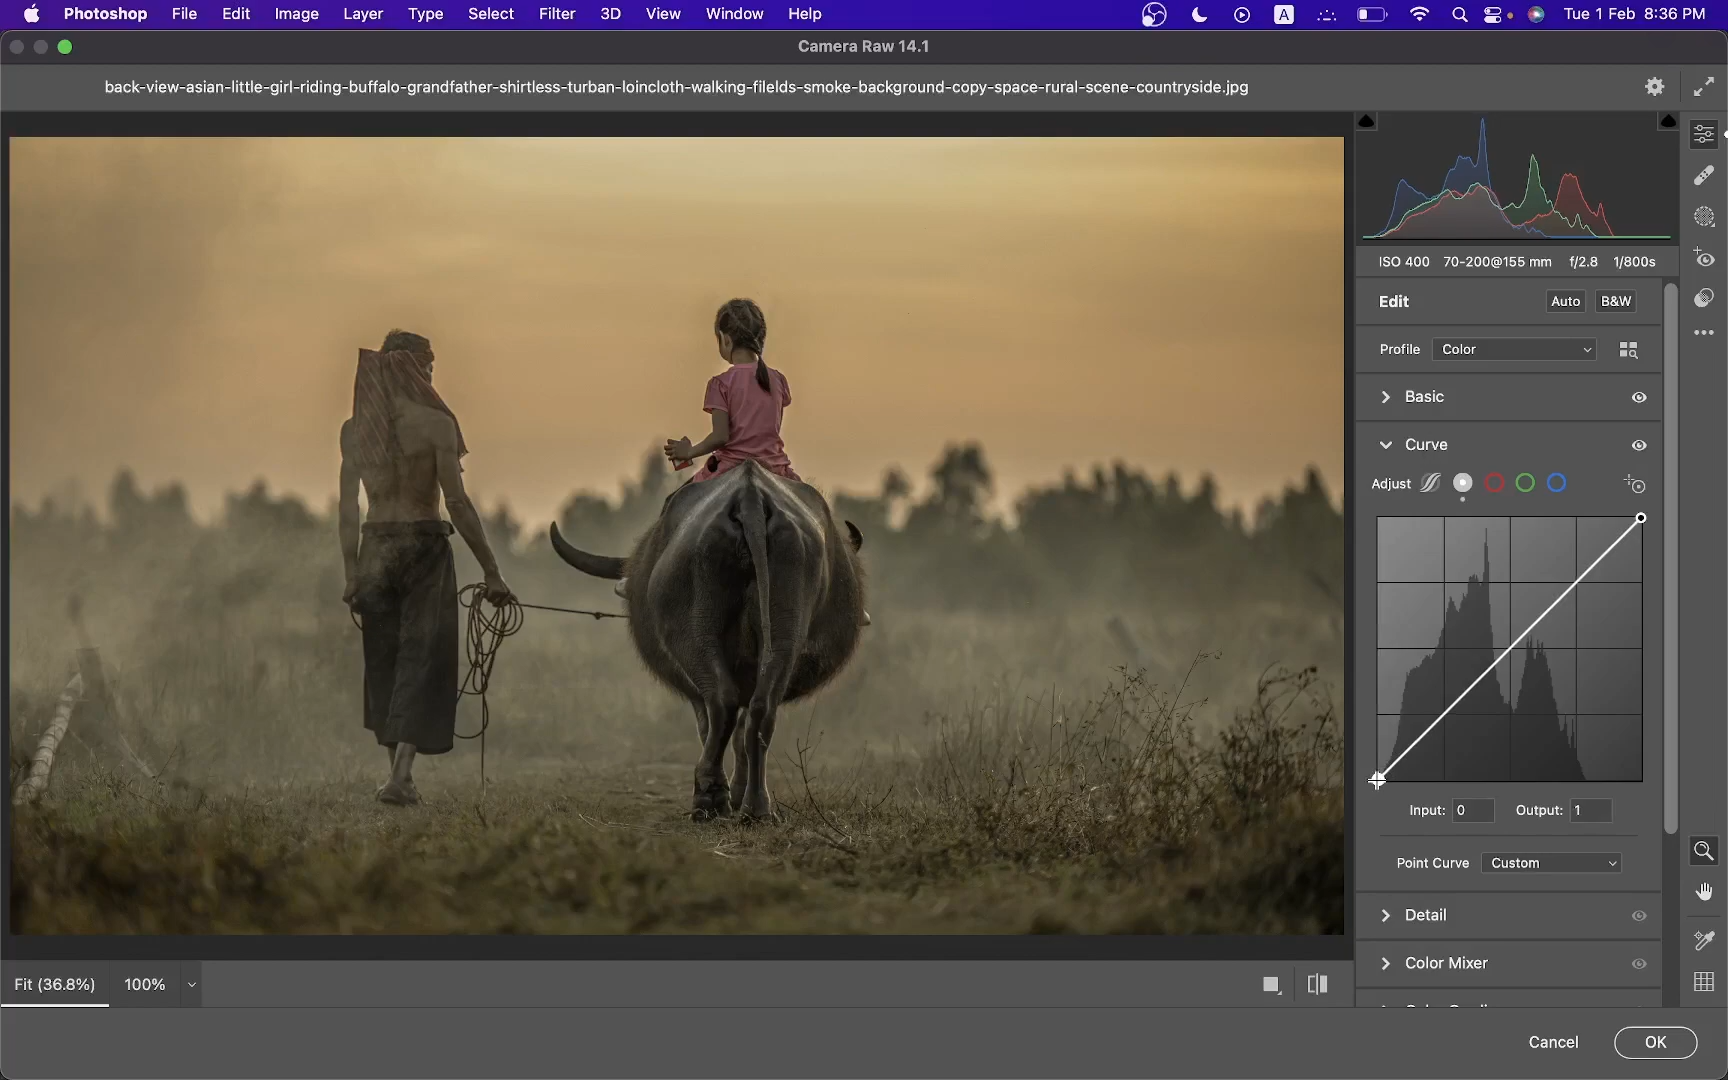 Photoshop File Edit Image Layer Type Select Filter 3D View Window Help A Tue 1 Feb 8:36 PM
Camera Raw 14.1
back-view-asian-little-girl-riding-buffalo-grandfather-shirtless-turban-loincloth-walking-filelds-smoke-background-copy-space-rural-scene-countryside.jpg
ISO 400 70-200@155 mm f/2.8 1/800s
Edit Auto B&W
Profile Color
Basic
Curve
Adjust
Input: 0 Output: 1
Point Curve Custom
Detail
Color Mixer
Fit (36.8%) 100%
Cancel OK